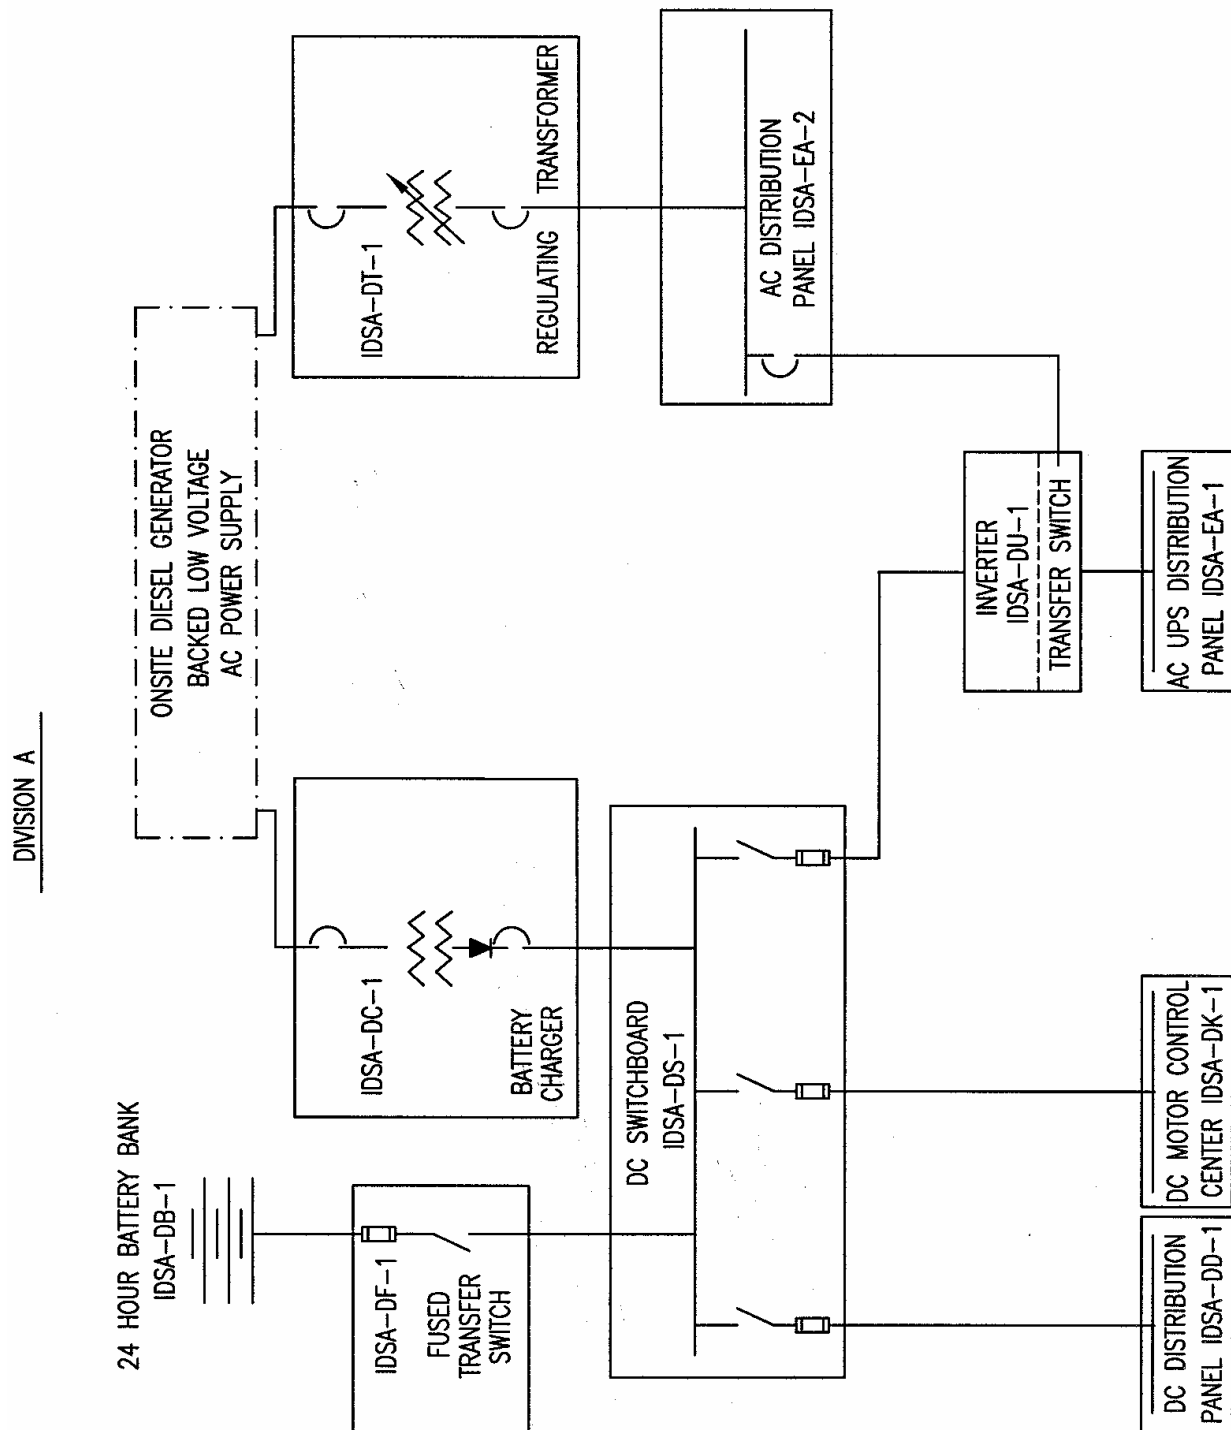 DIVISION A
24 HOUR BATTERY BANK
IDSA-DB-1
ONSITE DIESEL GENERATOR
BACKED LOW VOLTAGE
AC POWER SUPPLY
IDSA-DF-1
FUSED
TRANSFER
SWITCH
IDSA-DC-1
BATTERY
CHARGER
IDSA-DT-1
REGULATING TRANSFORMER
DC SWITCHBOARD
IDSA-DS-1
AC DISTRIBUTION
PANEL IDSA-EA-2
INVERTER
IDSA-DU-1
TRANSFER SWITCH
DC DISTRIBUTION
PANEL IDSA-DD-1
DC MOTOR CONTROL
CENTER IDSA-DK-1
AC UPS DISTRIBUTION
PANEL IDSA-EA-1